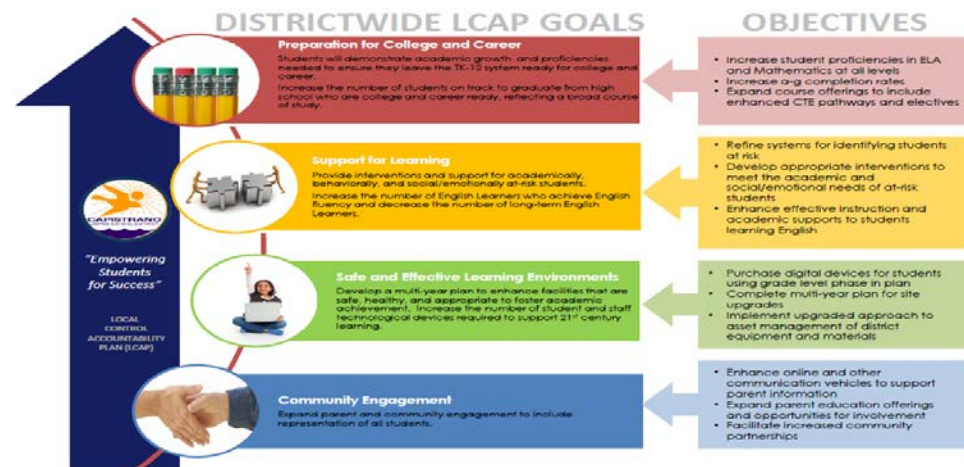 DISTRICTWIDE LCAP GOALS
OBJECTIVES
Preparation for College and Career
Students will demonstrate academic growth and proficiencies
needed to ensure they leave the TK-12 system ready for college and
career.
Increase the number of students on track to graduate from high
school who are college and career ready, reflecting a broad course
of study.
• Increase student proficiencies in ELA
and Mathematics at all levels
• Increase a-g completion rates
• Expand course offerings to include
enhanced CTE pathways and electives
Support for Learning
Provide interventions and support for academically,
behaviorally, and social/emotionally at-risk students.
Increase the number of English Learners who achieve English
fluency and decrease the number of long-term English
Learners.
• Refine systems for identifying students
at risk
• Develop appropriate interventions to
meet the academic and
social/emotional needs of at-risk
students
• Enhance effective instruction and
academic supports to students
learning English
CAPISTRANO
"Empowering
Students
for Success"
LOCAL
CONTROL
ACCOUNTABILITY
PLAN (LCAP)
Safe and Effective Learning Environments
Develop a multi-year plan to enhance facilities that are
safe, healthy, and appropriate to foster academic
achievement. Increase the number of student and staff
technological devices required to support 21st century
learning.
• Purchase digital devices for students
using grade level phase in plan
• Complete multi-year plan for site
upgrades
• Implement upgraded approach to
asset management of district
equipment and materials
Community Engagement
Expand parent and community engagement to include
representation of all students.
• Enhance online and other
communication vehicles to support
parent information
• Expand parent education offerings
and opportunities for involvement
• Facilitate increased community
partnerships